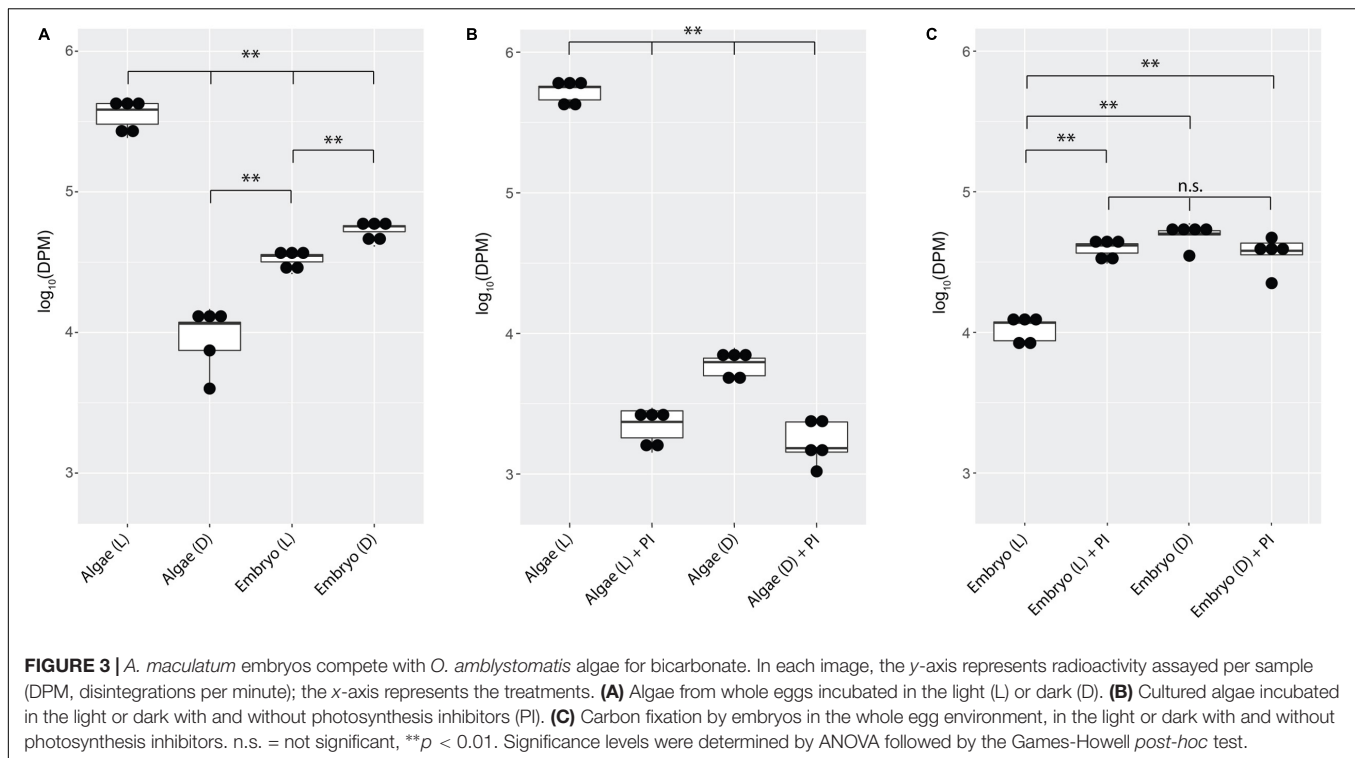 A
6
5
4
3
log10(DPM)
**
**
**
Algae (L)
Algae (D)
Embryo (L)
Embryo (D)
B
6
5
4
3
log10(DPM)
**
Algae (L)
Algae (L) + PI
Algae (D)
Algae (D) + PI
C
6
5
4
3
log10(DPM)
**
**
**
n.s.
Embryo (L)
Embryo (L) + PI
Embryo (D)
Embryo (D) + PI
FIGURE 3 | A. maculatum embryos compete with O. amblystomatis algae for bicarbonate. In each image, the y-axis represents radioactivity assayed per sample
(DPM, disintegrations per minute); the x-axis represents the treatments. (A) Algae from whole eggs incubated in the light (L) or dark (D). (B) Cultured algae incubated
in the light or dark with and without photosynthesis inhibitors (PI). (C) Carbon fixation by embryos in the whole egg environment, in the light or dark with and without
photosynthesis inhibitors. n.s. = not significant, **p < 0.01. Significance levels were determined by ANOVA followed by the Games-Howell post-hoc test.